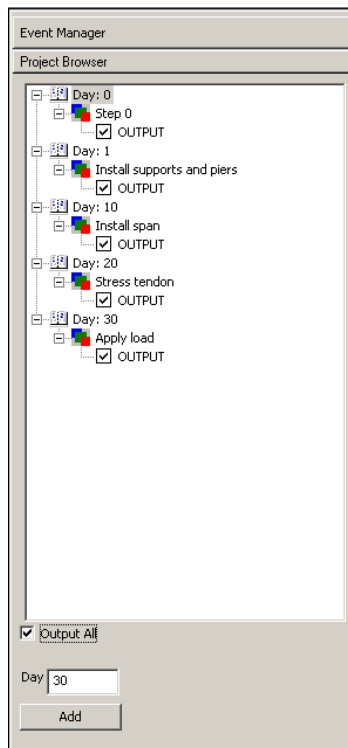 Event Manager
Project Browser
Day: 0
Step 0
OUTPUT
Day: 1
Install supports and piers
OUTPUT
Day: 10
Install span
OUTPUT
Day: 20
Stress tendon
OUTPUT
Day: 30
Apply load
OUTPUT
Output All
Day 30
Add